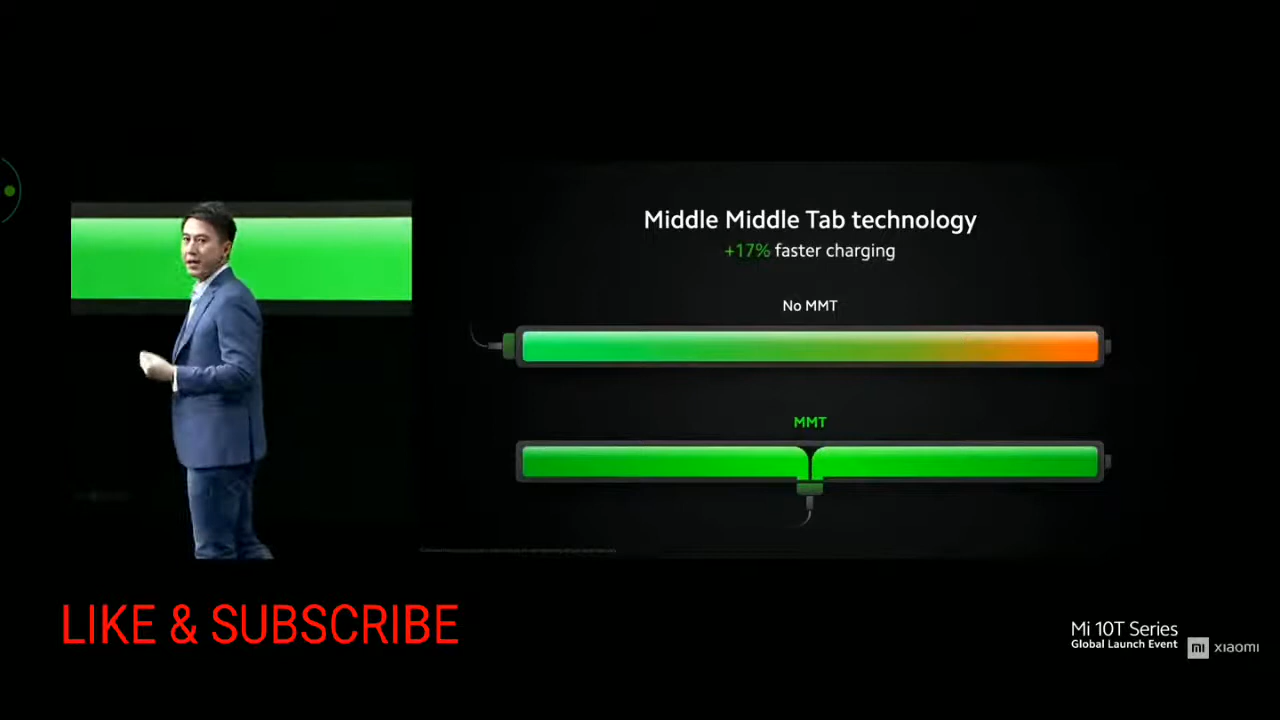 Middle Middle Tab technology
+17% faster charging
No MMT
MMT
LIKE & SUBSCRIBE
Mi 10T Series
Global Launch Event
mi xiaomi